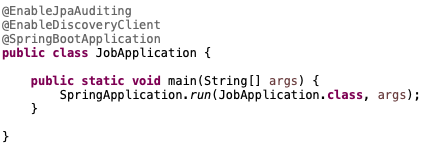 @EnableJpaAuditing
@EnableDiscoveryClient
@SpringBootApplication
public class JobApplication {
    public static void main(String[] args) {
        SpringApplication.run(JobApplication.class, args);
    }
}